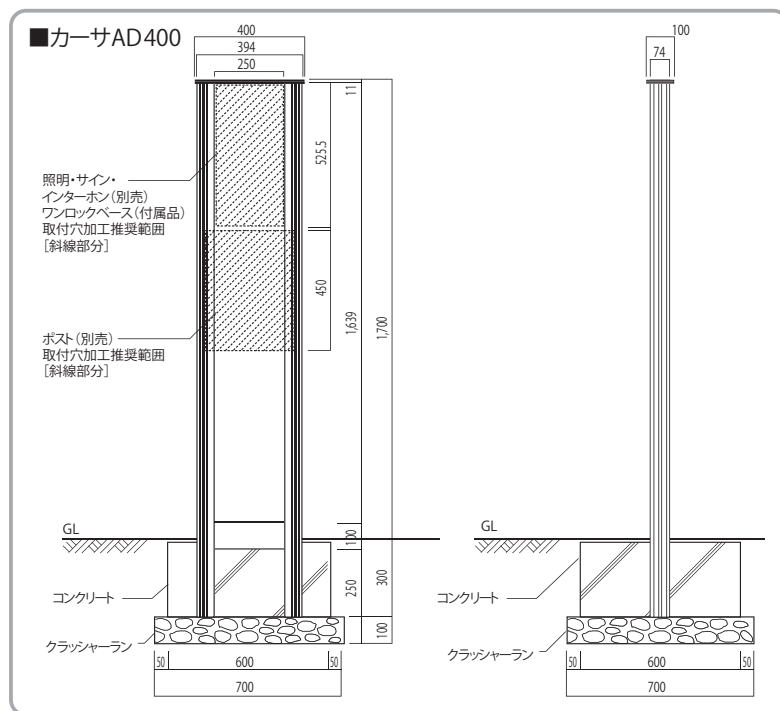 ■カーサAD400
400
394
250
11
525.5
450
1,639
1,700
照明・サイン・
インターホン(別売)
ワンロックベース(付属品)
取付穴加工推奨範囲
[斜線部分]
ポスト(別売)
取付穴加工推奨範囲
[斜線部分]
GL
100
250
300
100
コンクリート
クラッシャーラン
50
600
50
700
100
74
GL
コンクリート
クラッシャーラン
50
600
50
700